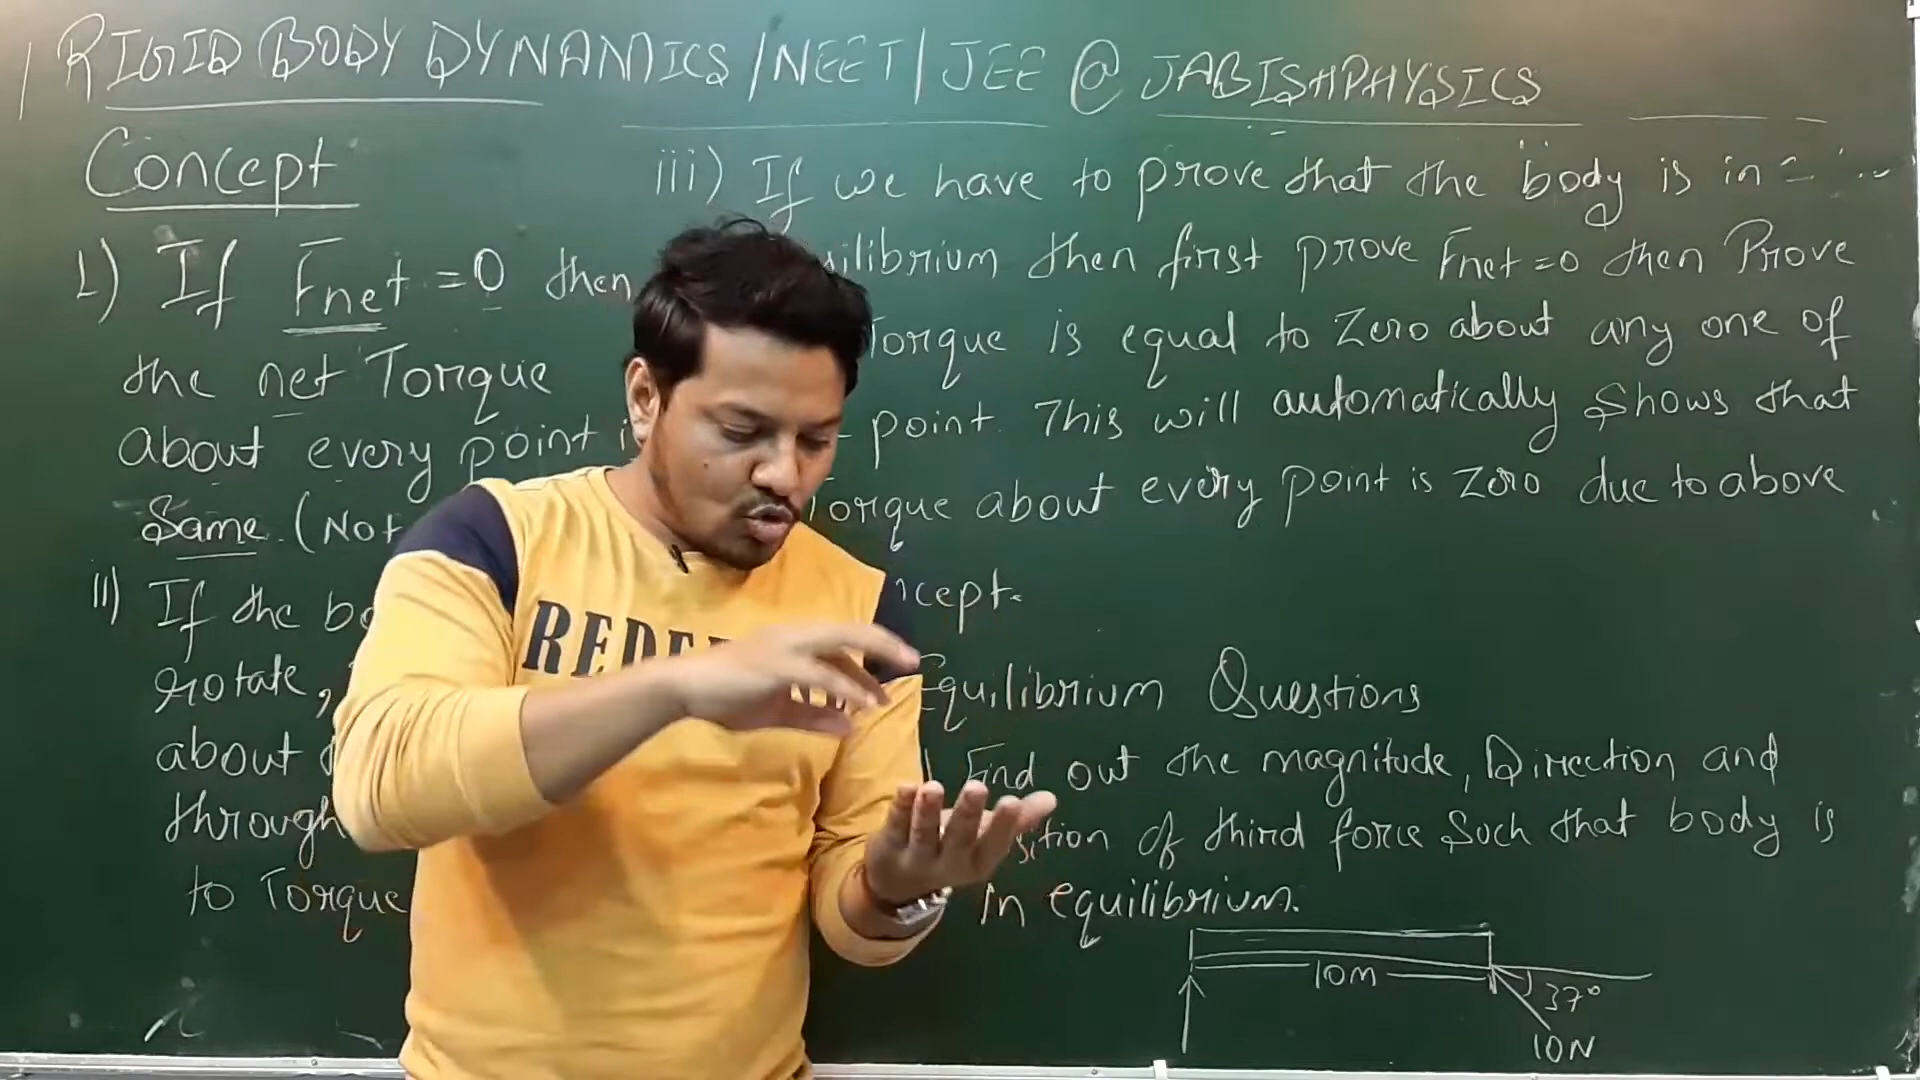 RIGID BODY DYNAMICS/NEET/JEE @ JABISHPHYSICS
Concept
I) If Fnet = 0 then
the net Torque
about every point
Same. (Not
II) If the
rotate,
about
through
to Torque
iii) If we have to prove that the body is in
then first prove Fnet = 0 then Prove
Torque is equal to Zero about any one of
point. This will automatically Shows that
Torque about every point is Zero due to above
Equilibrium Questions
Find out the magnitude, Direction and
of third force Such that body is
in equilibrium.
10M
37°
10N
REDEFINE